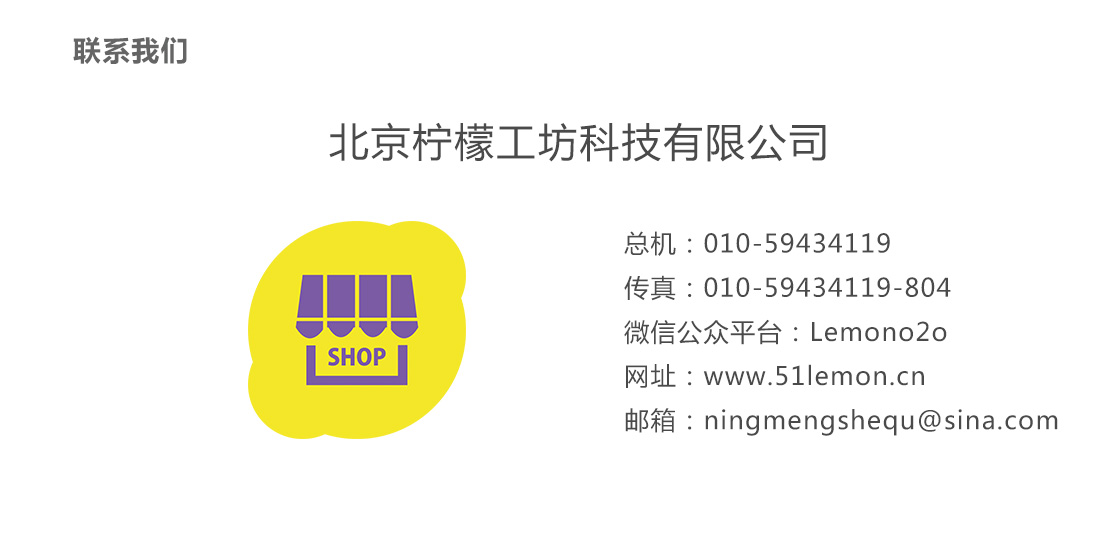 联系我们
北京柠檬工坊科技有限公司
SHOP
总机：010-59434119
传真：010-59434119-804
微信公众平台：Lemono2o
网址：www.51lemon.cn
邮箱：ningmengshequ@sina.com